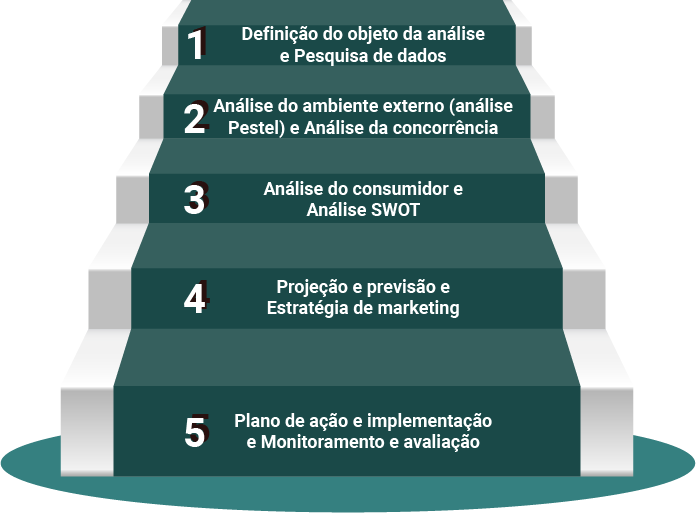 1
Definição do objeto da análise
e Pesquisa de dados
2
Análise do ambiente externo (análise
Pestel) e Análise da concorrência
3
Análise do consumidor e
Análise SWOT
4
Projeção e previsão e
Estratégia de marketing
5
Plano de ação e implementação
e Monitoramento e avaliação